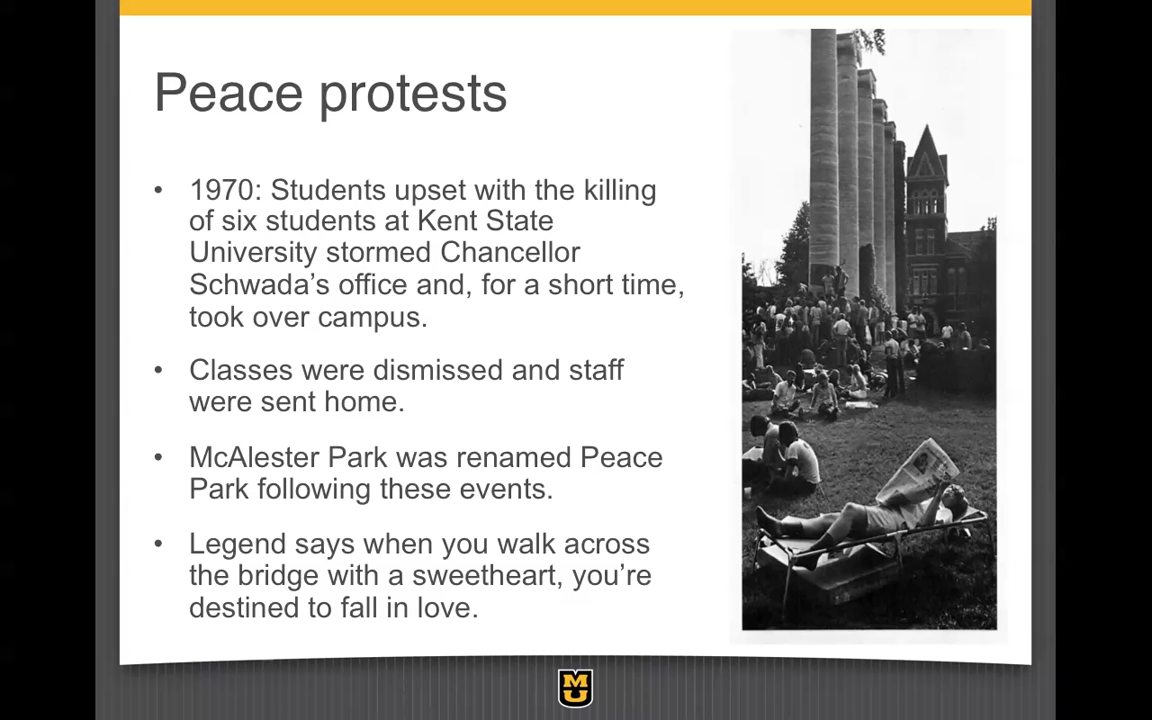 Peace protests
• 1970: Students upset with the killing
of six students at Kent State
University stormed Chancellor
Schwada’s office and, for a short time,
took over campus.
• Classes were dismissed and staff
were sent home.
• McAlester Park was renamed Peace
Park following these events.
• Legend says when you walk across
the bridge with a sweetheart, you’re
destined to fall in love.
MU